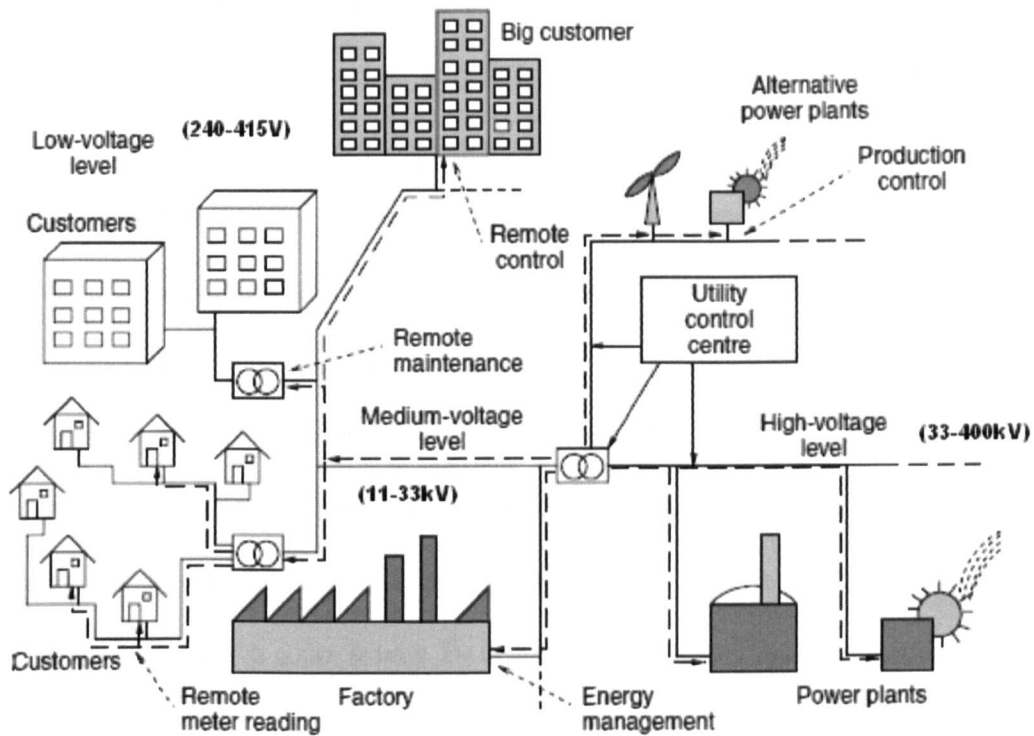 Big customer
Alternative
power plants
(240-415V)
Low-voltage
level
Production
control
Customers
Remote
control
Utility
control
centre
Remote
maintenance
Medium-voltage
level
High-voltage
level
(33-400kV)
(11-33kV)
Customers
Remote
meter reading
Factory
Energy
management
Power plants